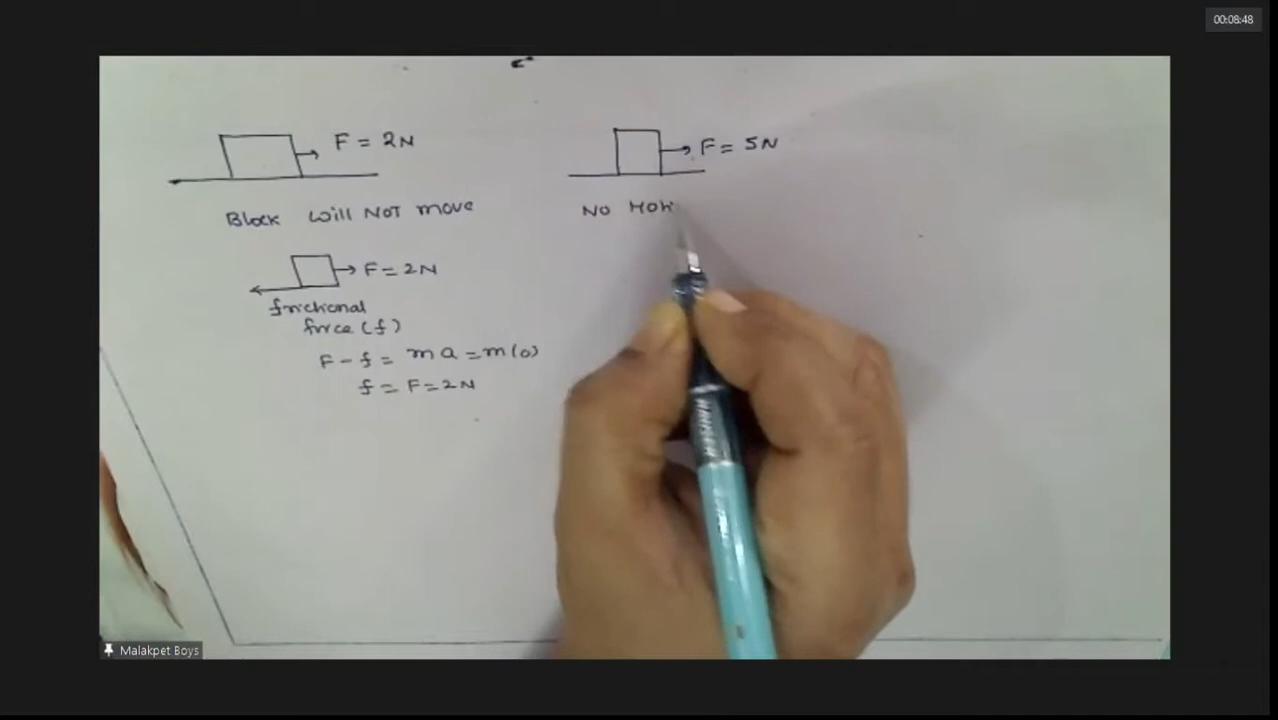 00:08:48
F = 2N
Block will NOT move
F = 2N
frictional
force (f)
F - f = ma = m(0)
f = F = 2N
F = 5N
NO
Malakpet Boys